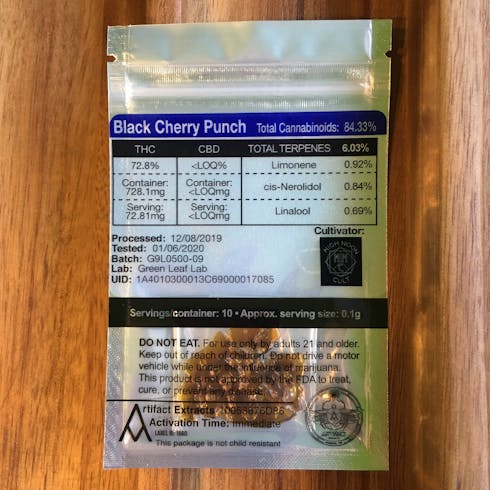 Black Cherry Punch Total Cannabinoids: 84.33%
THC CBD TOTAL TERPENES 6.03%
72.8% <LOQ% Limonene 0.92%
Container: Container: cis-Nerolidol 0.84%
728.1mg <LOQmg
Serving: Serving: Linalool 0.69%
72.81mg <LOQmg
Cultivator:
Processed: 12/08/2019
Tested: 01/06/2020
Batch: G9L0500-09
Lab: Green Leaf Lab
UID: 1A4010300013C69000017085
HIGH NOON
CULT
Servings/container: 10 • Approx. serving size: 0.1g
DO NOT EAT. For use only by adults 21 and older.
Keep out of reach of children. Do not drive a motor
vehicle while under the influence of marijuana.
This product is not approved by the FDA to treat,
cure, or prevent any disease.
Artifact Extracts
Activation Time: Immediate
This package is not child resistant